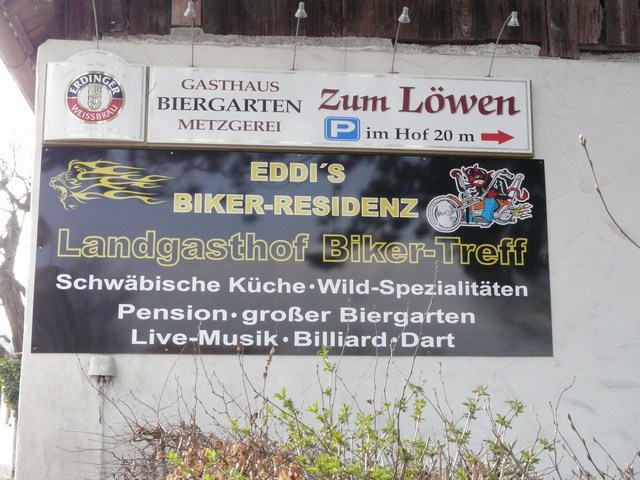 ERDINGER
WEISSBRÄU
GASTHAUS
BIERGARTEN
METZGEREI
Zum Löwen
P im Hof 20 m
EDDI´S
BIKER-RESIDENZ
Landgasthof Biker-Treff
Schwäbische Küche·Wild-Spezialitäten
Pension·großer Biergarten
Live-Musik·Billiard·Dart